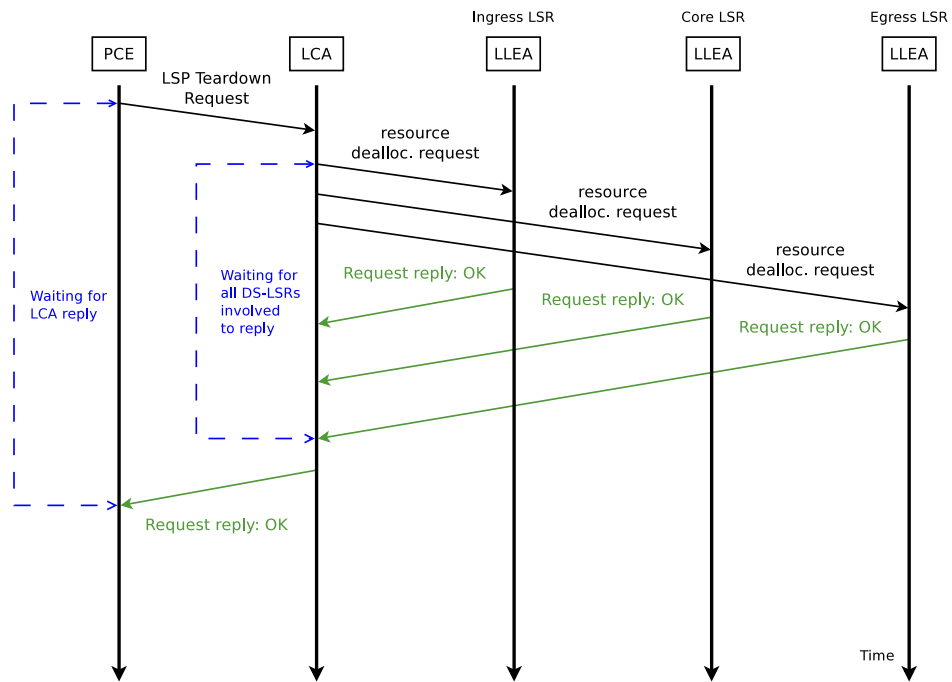 Ingress LSR
Core LSR
Egress LSR
PCE
LCA
LLEA
LLEA
LLEA
LSP Teardown
Request
resource
dealloc. request
resource
dealloc. request
resource
dealloc. request
Waiting for
LCA reply
Waiting for
all DS-LSRs
involved
to reply
Request reply: OK
Request reply: OK
Request reply: OK
Request reply: OK
Time